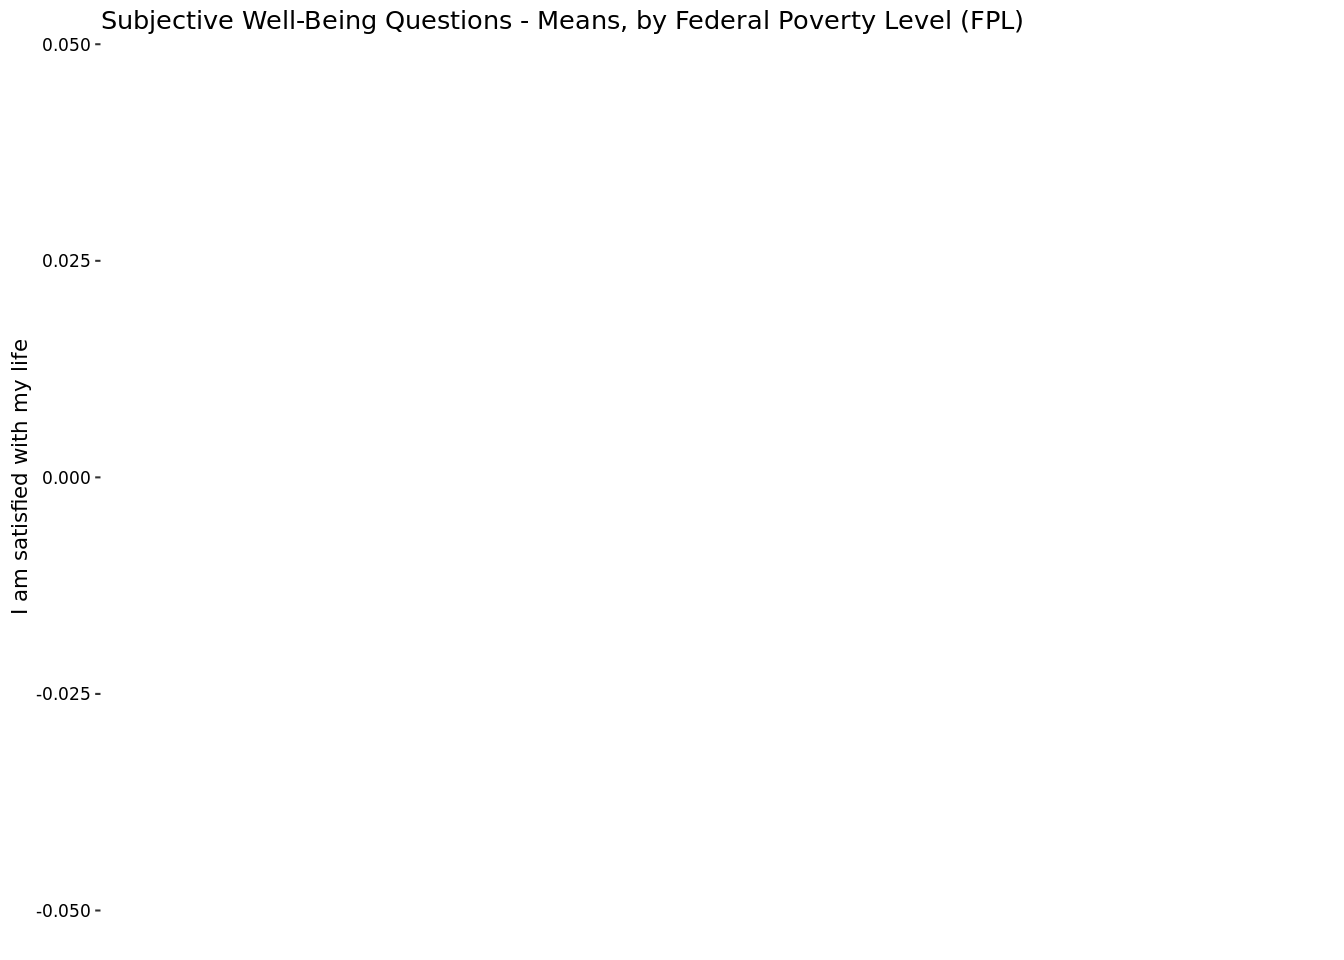 Subjective Well-Being Questions - Means, by Federal Poverty Level (FPL)
0.050
0.025
I am satisfied with my life
0.000
-0.025
-0.050